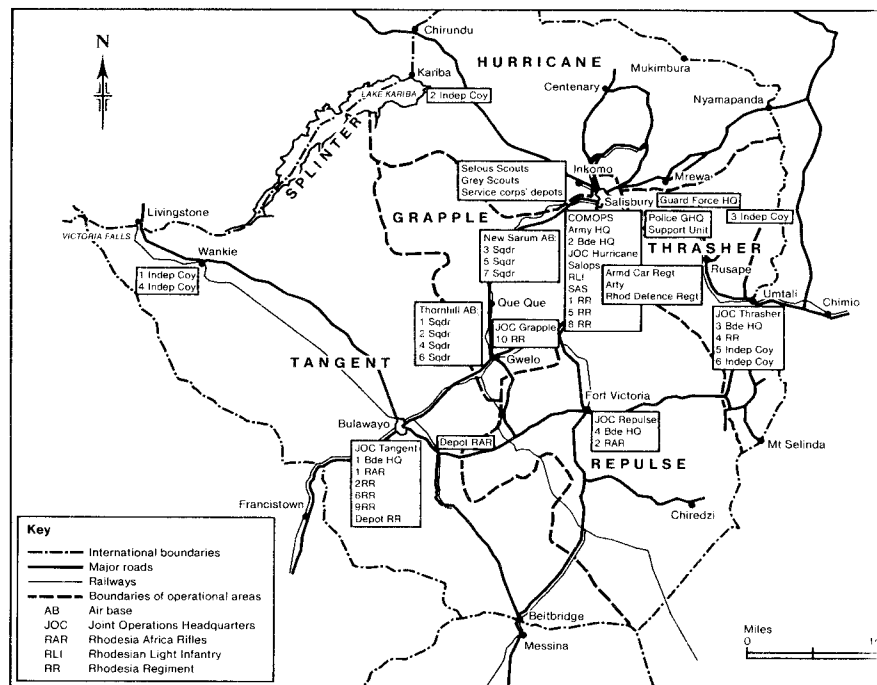 N
Chirundu
HURRICANE
Kariba
Mukimbura
LAKE KARIBA
2 Indep Coy
Centenary
Nyamapanda
SPLINTER
Inkomo
Mrewa
Selous Scouts
Grey Scouts
Service corps' depots
Salisbury
Guard Force HQ
Livingstone
VICTORIA FALLS
GRAPPLE
COMOPS
Army HQ
2 Bde HQ
JOC Hurricane
Salops
RLI
SAS
1 RR
5 RR
8 RR
Police GHQ
Support Unit
3 Indep Coy
THRASHER
Wankie
1 Indep Coy
4 Indep Coy
New Sarum AB:
3 Sqdr
5 Sqdr
7 Sqdr
Rusape
Armd Car Regt
Arty
Rhod Defence Regt
Umtali
Chimio
Que Que
Thornhill AB:
1 Sqdr
2 Sqdr
4 Sqdr
6 Sqdr
JOC Grapple
10 RR
JOC Thrasher
3 Bde HQ
4 RR
5 Indep Coy
6 Indep Coy
TANGENT
Gwelo
Fort Victoria
Bulawayo
JOC Repulse
4 Bde HQ
2 RAR
Depot RAR
Mt Selinda
JOC Tangent
1 Bde HQ
1 RAR
2RR
6RR
9RR
Depot RR
REPULSE
Francistown
Chiredzi
Key
International boundaries
Major roads
Railways
Boundaries of operational areas
AB Air base
JOC Joint Operations Headquarters
RAR Rhodesia Africa Rifles
RLI Rhodesian Light Infantry
RR Rhodesia Regiment
Beitbridge
Messina
Miles
0